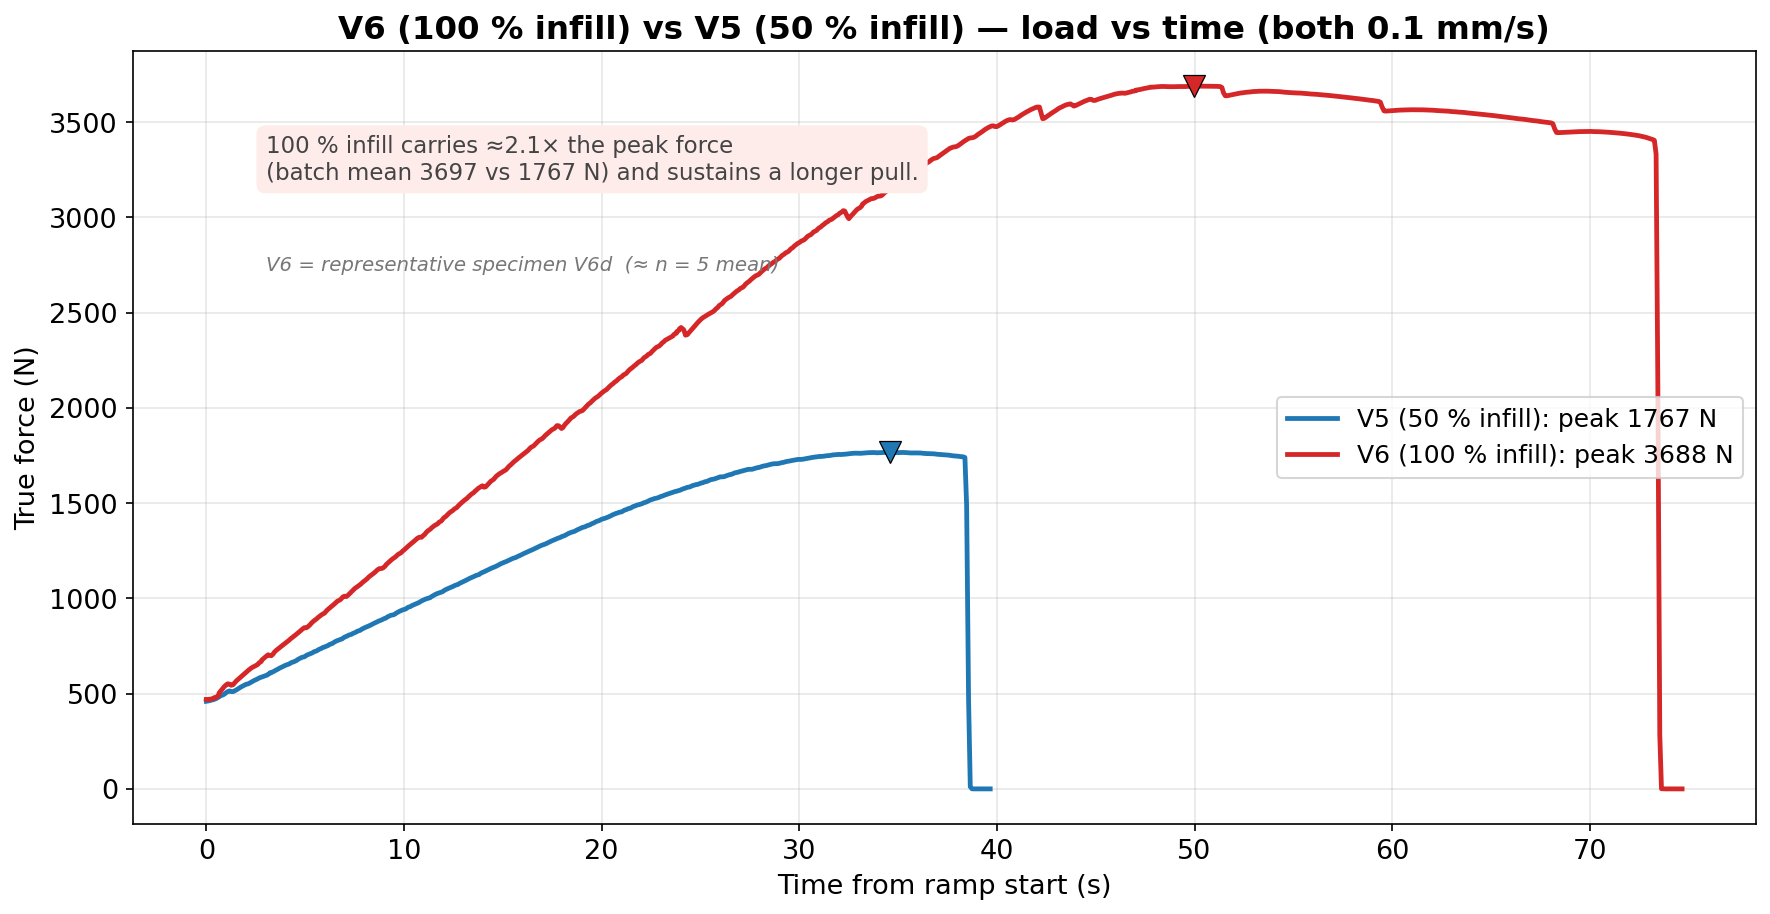 V6 (100 % infill) vs V5 (50 % infill) — load vs time (both 0.1 mm/s)
100 % infill carries ≈2.1× the peak force
(batch mean 3697 vs 1767 N) and sustains a longer pull.
V6 = representative specimen V6d (≈ n = 5 mean)
V5 (50 % infill): peak 1767 N
V6 (100 % infill): peak 3688 N
True force (N)
3500
3000
2500
2000
1500
1000
500
0
0 10 20 30 40 50 60 70
Time from ramp start (s)